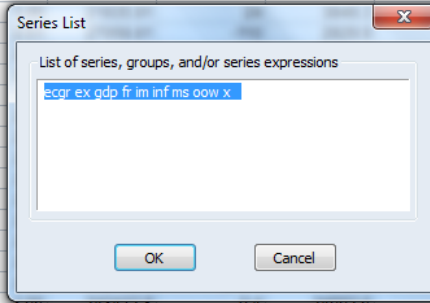 Series List
List of series, groups, and/or series expressions
ecgr ex gdp fr im inf ms oow x
OK
Cancel